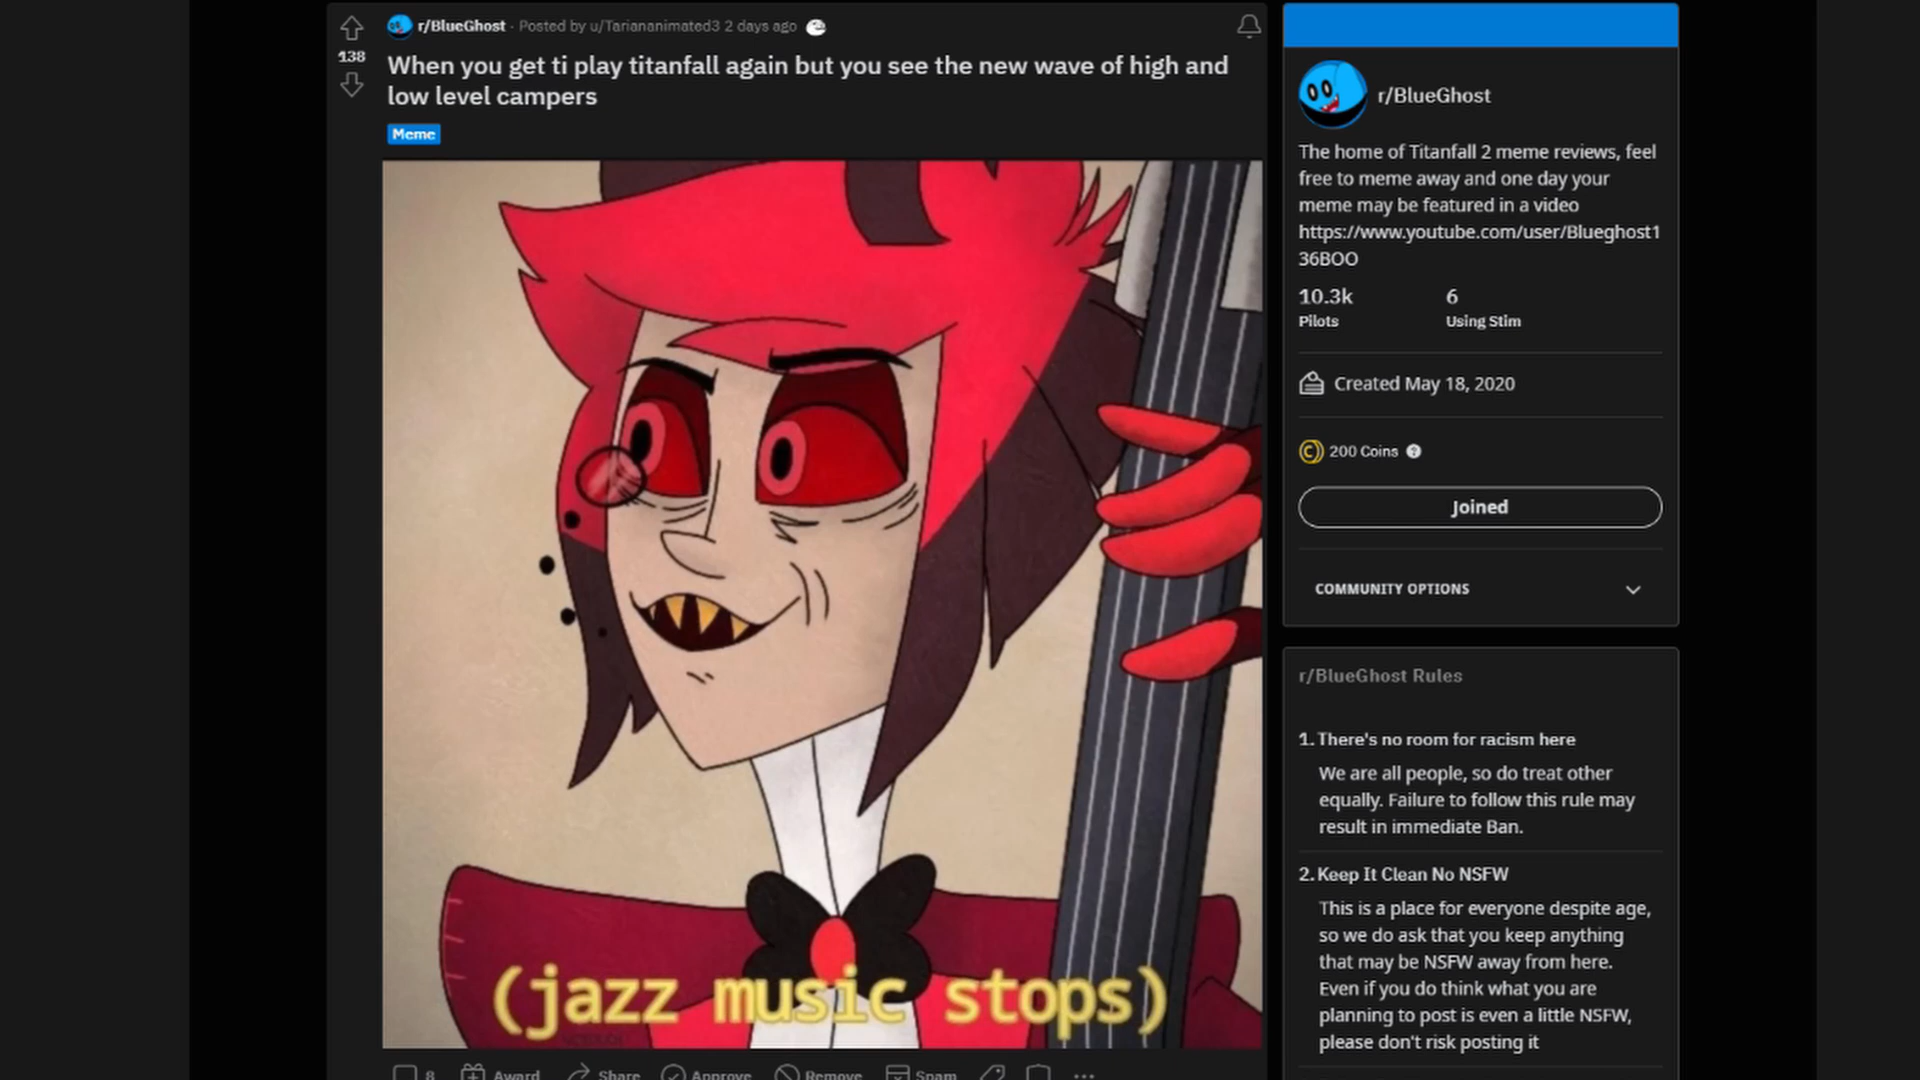 r/BlueGhost · Posted by u/Tariananimated3 2 days ago
138
When you get ti play titanfall again but you see the new wave of high and
low level campers
Meme
(jazz music stops)
8 Award Share Approve Remove Spam
r/BlueGhost
The home of Titanfall 2 meme reviews, feel
free to meme away and one day your
meme may be featured in a video
https://www.youtube.com/user/Blueghost1
36BOO
10.3k 6
Pilots Using Stim
Created May 18, 2020
200 Coins
Joined
COMMUNITY OPTIONS
r/BlueGhost Rules
1. There's no room for racism here
We are all people, so do treat other
equally. Failure to follow this rule may
result in immediate Ban.
2. Keep It Clean No NSFW
This is a place for everyone despite age,
so we do ask that you keep anything
that may be NSFW away from here.
Even if you do think what you are
planning to post is even a little NSFW,
please don't risk posting it